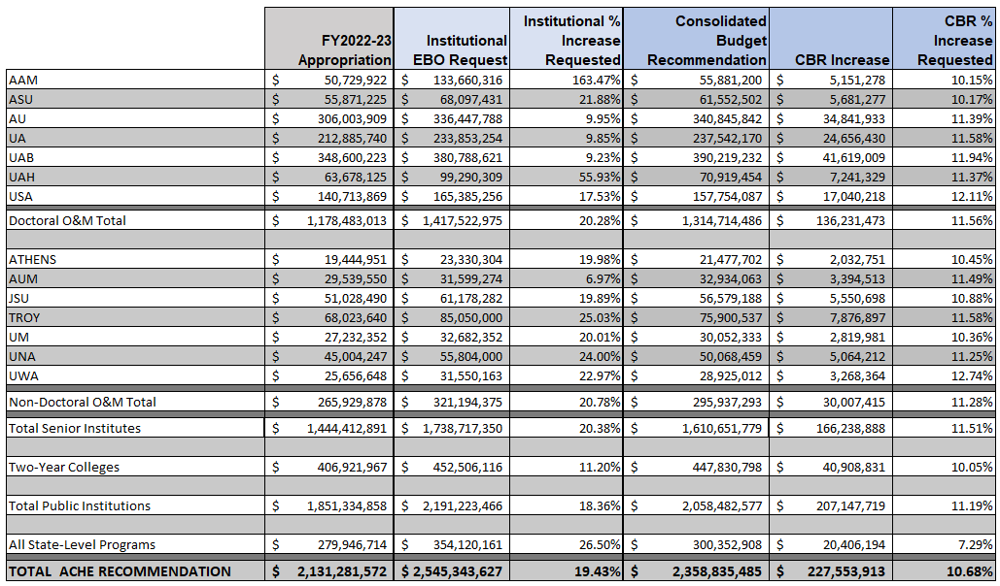 FY2022-23 Appropriation Institutional EBO Request Institutional % Increase Requested Consolidated Budget Recommendation CBR Increase CBR % Increase Requested
AAM $ 50,729,922 $ 133,660,316 163.47% $ 55,881,200 $ 5,151,278 10.15%
ASU $ 55,871,225 $ 68,097,431 21.88% $ 61,552,502 $ 5,681,277 10.17%
AU $ 306,003,909 $ 336,447,788 9.95% $ 340,845,842 $ 34,841,933 11.39%
UA $ 212,885,740 $ 233,853,254 9.85% $ 237,542,170 $ 24,656,430 11.58%
UAB $ 348,600,223 $ 380,788,621 9.23% $ 390,219,232 $ 41,619,009 11.94%
UAH $ 63,678,125 $ 99,290,309 55.93% $ 70,919,454 $ 7,241,329 11.37%
USA $ 140,713,869 $ 165,385,256 17.53% $ 157,754,087 $ 17,040,218 12.11%
Doctoral O&M Total $ 1,178,483,013 $ 1,417,522,975 20.28% $ 1,314,714,486 $ 136,231,473 11.56%
ATHENS $ 19,444,951 $ 23,330,304 19.98% $ 21,477,702 $ 2,032,751 10.45%
AUM $ 29,539,550 $ 31,599,274 6.97% $ 32,934,063 $ 3,394,513 11.49%
JSU $ 51,028,490 $ 61,178,282 19.89% $ 56,579,188 $ 5,550,698 10.88%
TROY $ 68,023,640 $ 85,050,000 25.03% $ 75,900,537 $ 7,876,897 11.58%
UM $ 27,232,352 $ 32,682,352 20.01% $ 30,052,333 $ 2,819,981 10.36%
UNA $ 45,004,247 $ 55,804,000 24.00% $ 50,068,459 $ 5,064,212 11.25%
UWA $ 25,656,648 $ 31,550,163 22.97% $ 28,925,012 $ 3,268,364 12.74%
Non-Doctoral O&M Total $ 265,929,878 $ 321,194,375 20.78% $ 295,937,293 $ 30,007,415 11.28%
Total Senior Institutes $ 1,444,412,891 $ 1,738,717,350 20.38% $ 1,610,651,779 $ 166,238,888 11.51%
Two-Year Colleges $ 406,921,967 $ 452,506,116 11.20% $ 447,830,798 $ 40,908,831 10.05%
Total Public Institutions $ 1,851,334,858 $ 2,191,223,466 18.36% $ 2,058,482,577 $ 207,147,719 11.19%
All State-Level Programs $ 279,946,714 $ 354,120,161 26.50% $ 300,352,908 $ 20,406,194 7.29%
TOTAL ACHE RECOMMENDATION $ 2,131,281,572 $ 2,545,343,627 19.43% $ 2,358,835,485 $ 227,553,913 10.68%